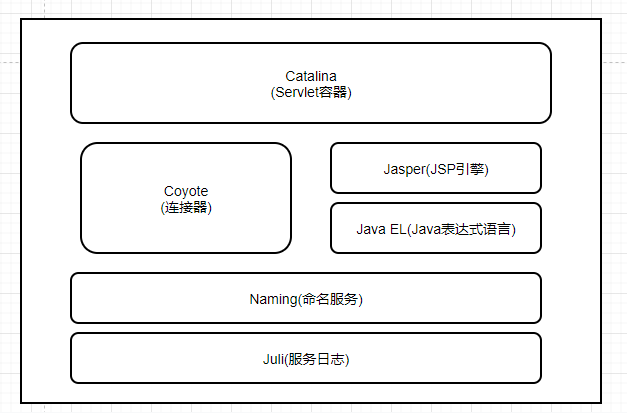 Catalina
(Servlet容器)
Coyote
(连接器)
Jasper(JSP引擎)
Java EL(Java表达式语言)
Naming(命名服务)
Juli(服务日志)